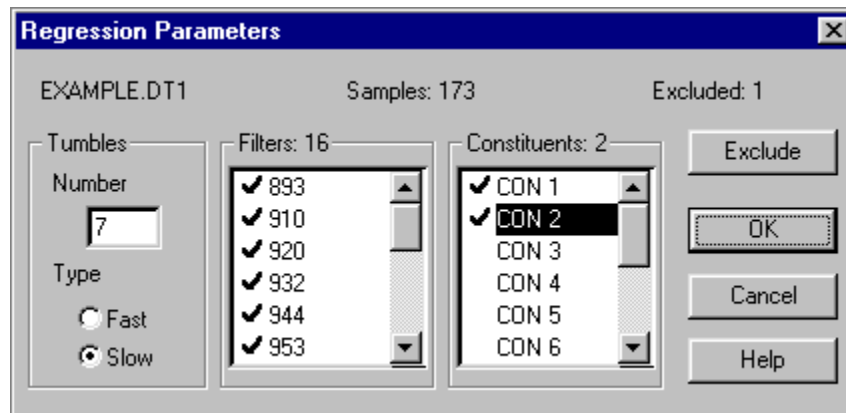 Regression Parameters
EXAMPLE.DT1 Samples: 173 Excluded: 1
Tumbles
Number
7
Type
Fast
Slow
Filters: 16
893
910
920
932
944
953
Constituents: 2
CON 1
CON 2
CON 3
CON 4
CON 5
CON 6
Exclude
OK
Cancel
Help